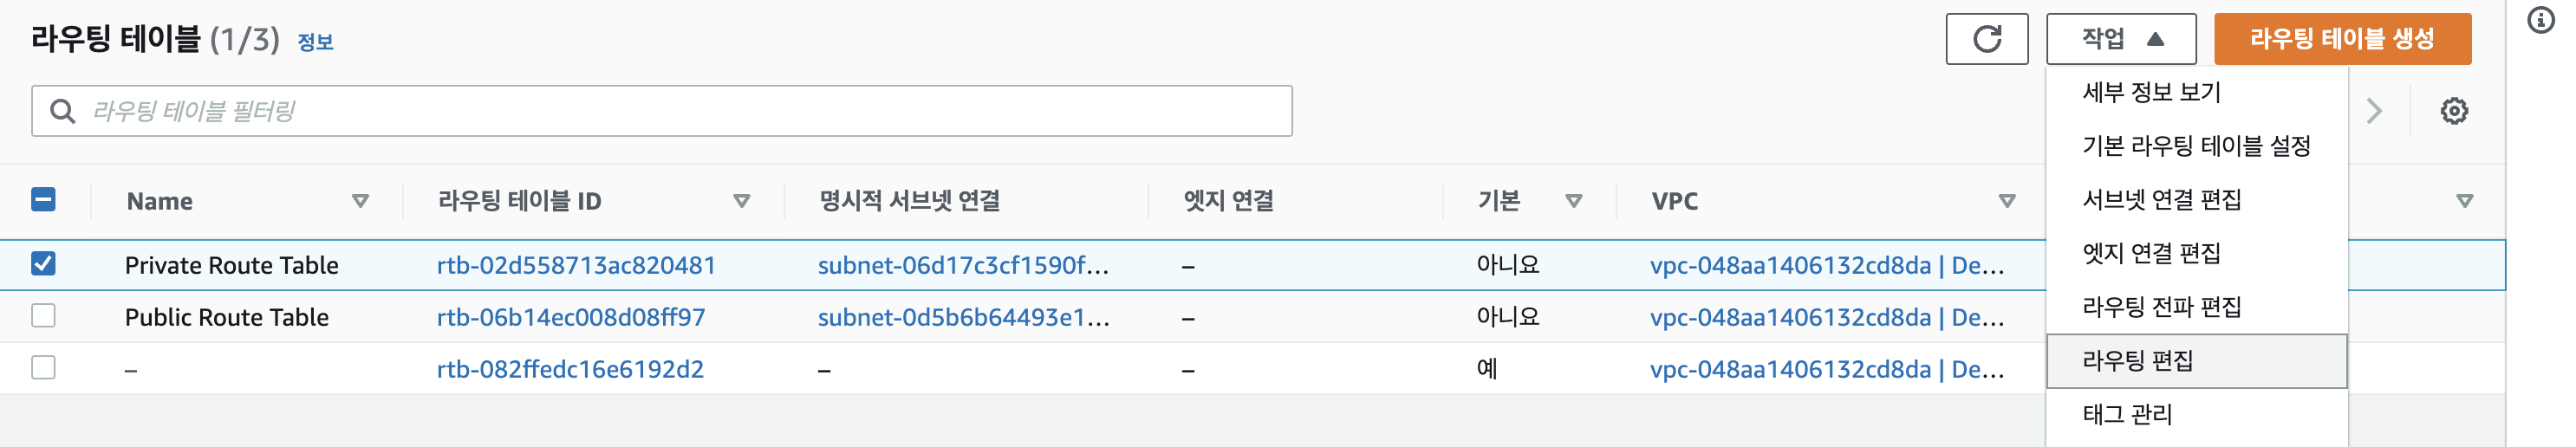 라우팅 테이블 (1/3) 정보
작업 ▲
라우팅 테이블 생성
라우팅 테이블 필터링
세부 정보 보기
기본 라우팅 테이블 설정
서브넷 연결 편집
엣지 연결 편집
라우팅 전파 편집
라우팅 편집
태그 관리
Name 라우팅 테이블 ID 명시적 서브넷 연결 엣지 연결 기본 VPC
Private Route Table rtb-02d558713ac820481 subnet-06d17c3cf1590f... – 아니요 vpc-048aa1406132cd8da | De...
Public Route Table rtb-06b14ec008d08ff97 subnet-0d5b6b64493e1... – 아니요 vpc-048aa1406132cd8da | De...
– rtb-082ffedc16e6192d2 – – 예 vpc-048aa1406132cd8da | De...